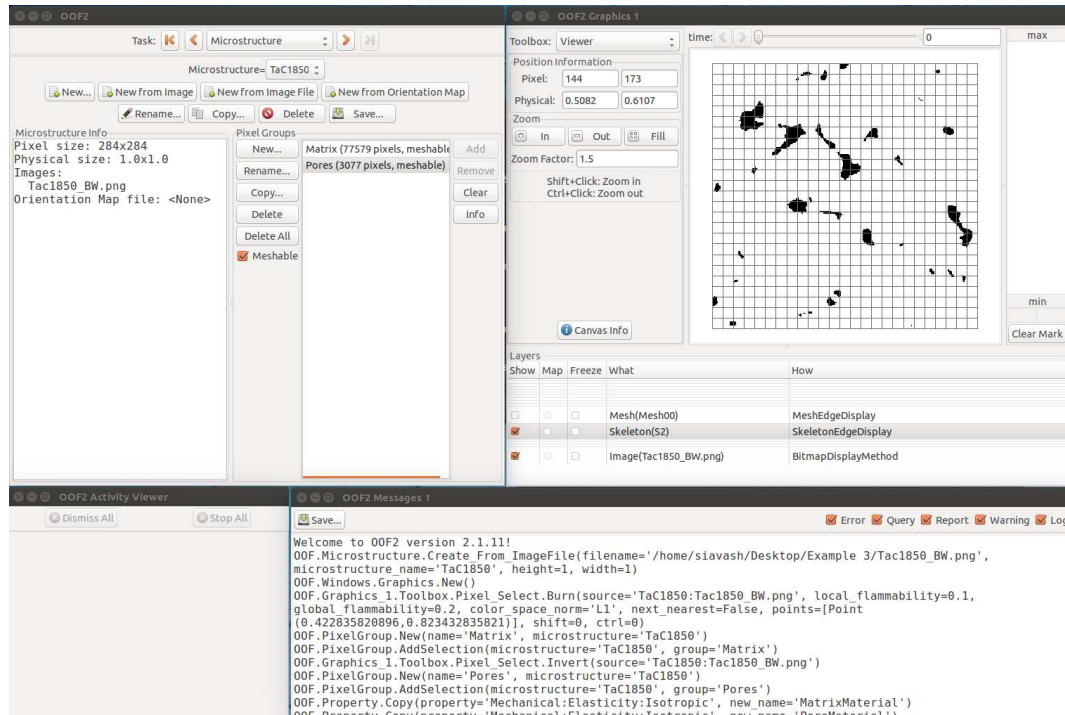 OOF2
Task: Microstructure
Microstructure= TaC1850
New... New from Image New from Image File New from Orientation Map
Rename... Copy... Delete Save...
Microstructure Info
Pixel size: 284x284
Physical size: 1.0x1.0
Images:
Tac1850_BW.png
Orientation Map file: <None>
Pixel Groups
New...
Rename...
Copy...
Delete
Delete All
Meshable
Matrix (77579 pixels, meshable
Pores (3077 pixels, meshable)
Add
Remove
Clear
Info
OOF2 Graphics 1
Toolbox: Viewer
Position Information
Pixel: 144 173
Physical: 0.5082 0.6107
Zoom
In Out Fill
Zoom Factor: 1.5
Shift+Click: Zoom in
Ctrl+Click: Zoom out
Canvas Info
time: 0
max
min
Clear Mark
Layers
Show Map Freeze What How
Mesh(Mesh00) MeshEdgeDisplay
Skeleton(S2) SkeletonEdgeDisplay
Image(Tac1850_BW.png) BitmapDisplayMethod
OOF2 Activity Viewer
Dismiss All Stop All
OOF2 Messages 1
Save... Error Query Report Warning Log
Welcome to OOF2 version 2.1.11!
OOF.Microstructure.Create_From_ImageFile(filename='/home/siavash/Desktop/Example 3/Tac1850_BW.png',
microstructure_name='TaC1850', height=1, width=1)
OOF.Windows.Graphics.New()
OOF.Graphics_1.Toolbox.Pixel_Select.Burn(source='TaC1850:Tac1850_BW.png', local_flammability=0.1,
global_flammability=0.2, color_space_norm='L1', next_nearest=False, points=[Point
(0.422835820896,0.823432835821)], shift=0, ctrl=0)
OOF.PixelGroup.New(name='Matrix', microstructure='TaC1850')
OOF.PixelGroup.AddSelection(microstructure='TaC1850', group='Matrix')
OOF.Graphics_1.Toolbox.Pixel_Select.Invert(source='TaC1850:Tac1850_BW.png')
OOF.PixelGroup.New(name='Pores', microstructure='TaC1850')
OOF.PixelGroup.AddSelection(microstructure='TaC1850', group='Pores')
OOF.Property.Copy(property='Mechanical:Elasticity:Isotropic', new_name='MatrixMaterial')
OOF.Property.Copy(property='Mechanical:Elasticity:Isotropic', new_name='PoreMaterial')